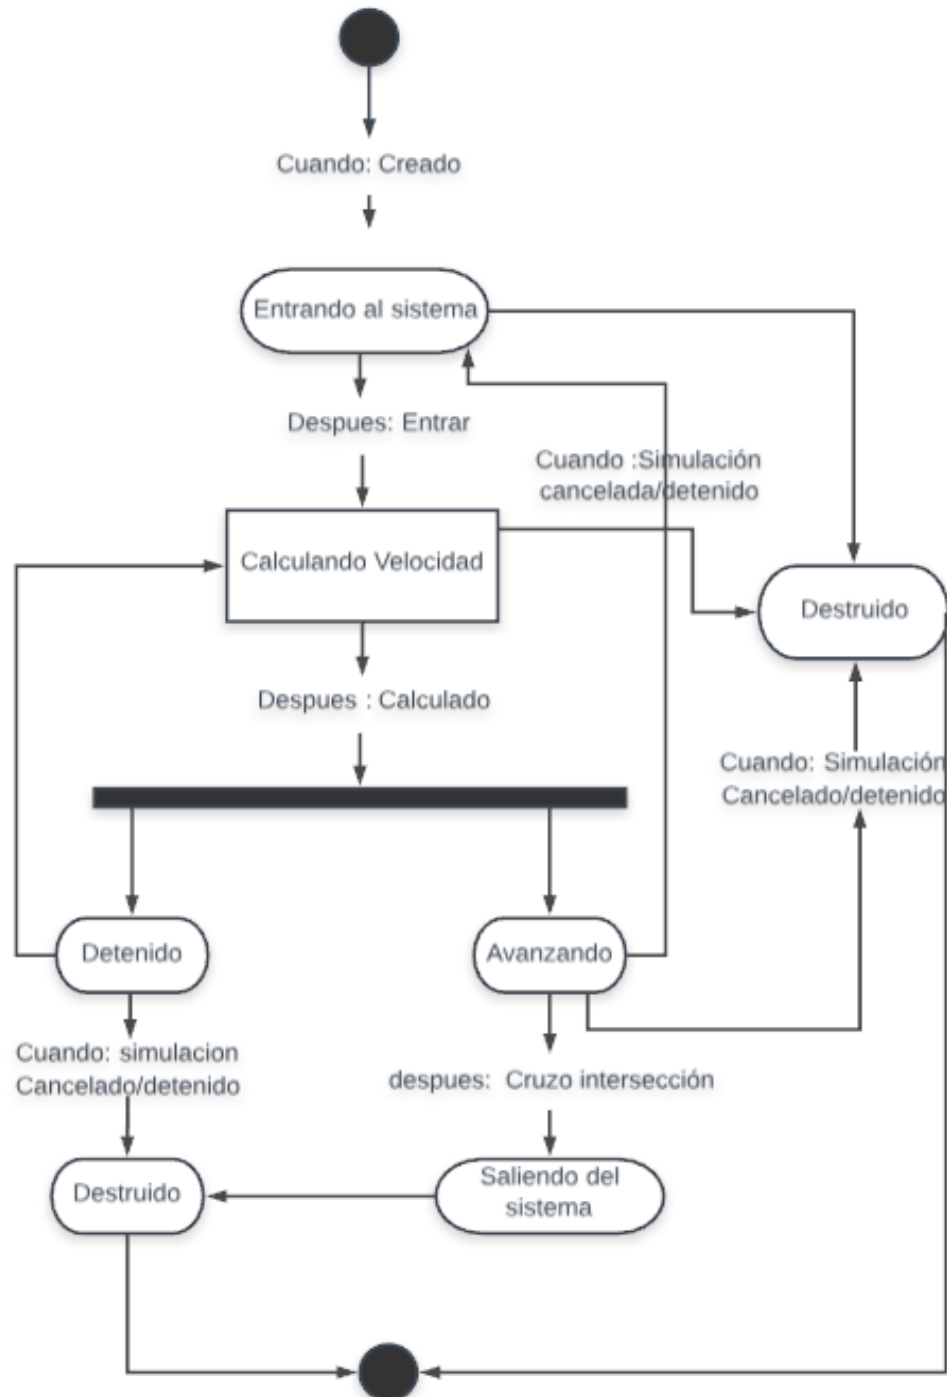 Cuando: Creado
Entrando al sistema
Despues: Entrar
Cuando :Simulación
cancelada/detenido
Calculando Velocidad
Destruido
Despues : Calculado
Cuando: Simulación
Cancelado/detenido
Detenido
Avanzando
Cuando: simulacion
Cancelado/detenido
despues: Cruzo intersección
Destruido
Saliendo del
sistema